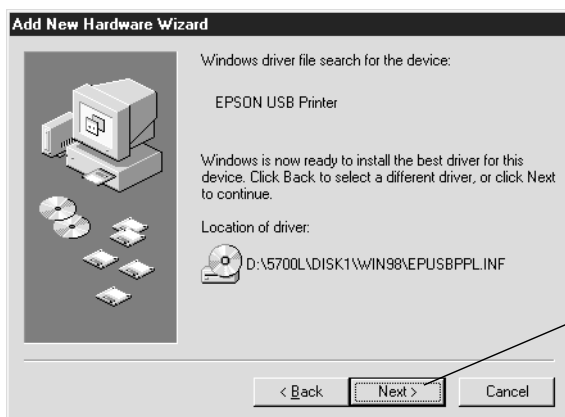 Add New Hardware Wizard
Windows driver file search for the device:
EPSON USB Printer
Windows is now ready to install the best driver for this
device. Click Back to select a different driver, or click Next
to continue.
Location of driver:
D:\5700L\DISK1\WIN98\EPUSBPPL.INF
< Back
Next >
Cancel